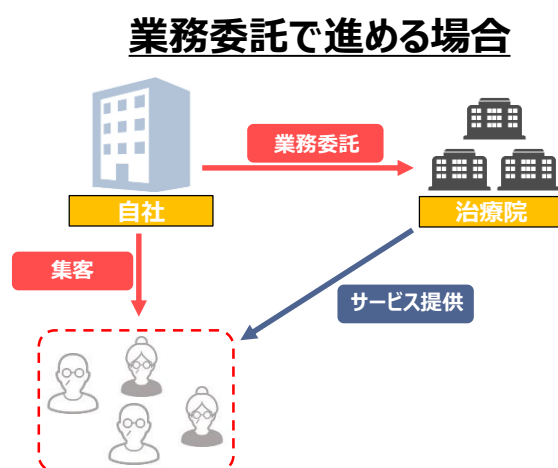 業務委託で進める場合
業務委託
自社
治療院
集客
サービス提供